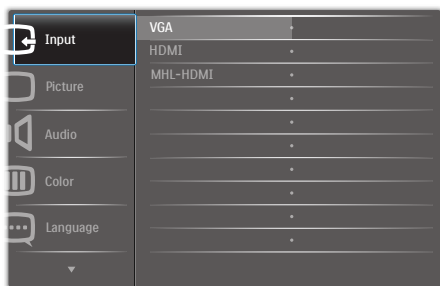 Input
Picture
Audio
Color
Language
VGA
HDMI
MHL-HDMI